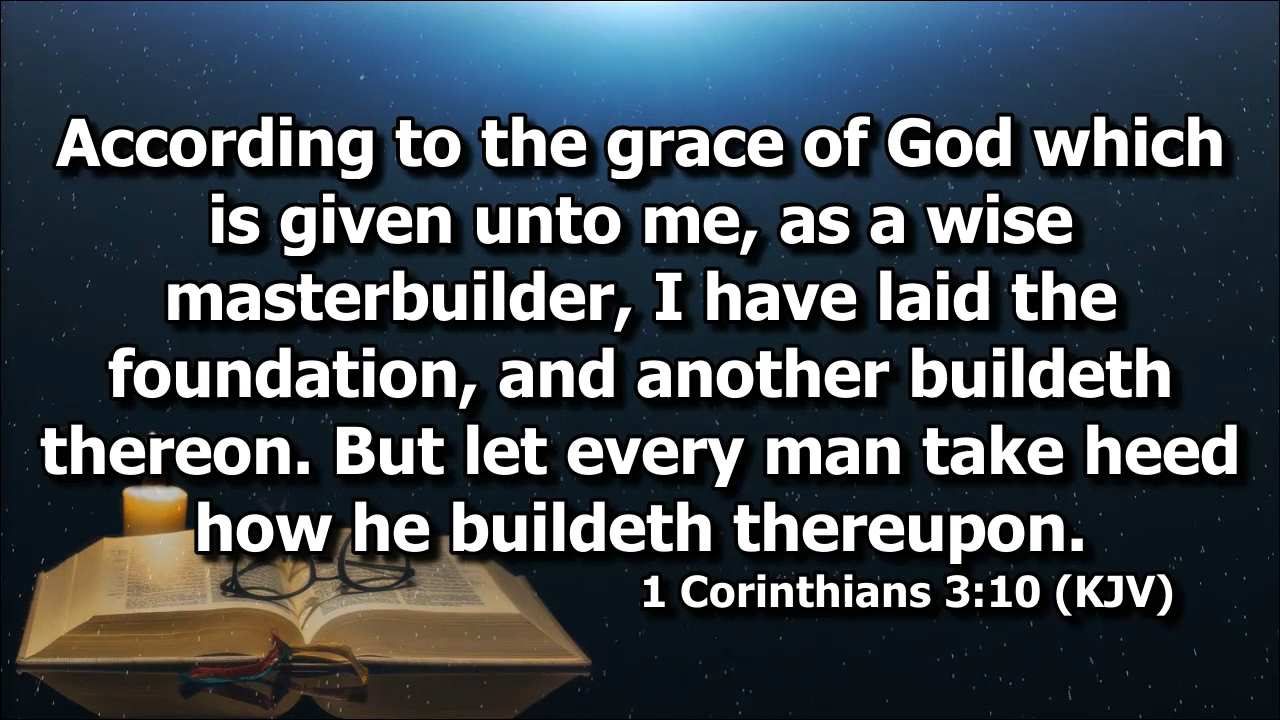 According to the grace of God which
is given unto me, as a wise
masterbuilder, I have laid the
foundation, and another buildeth
thereon. But let every man take heed
how he buildeth thereupon.
1 Corinthians 3:10 (KJV)